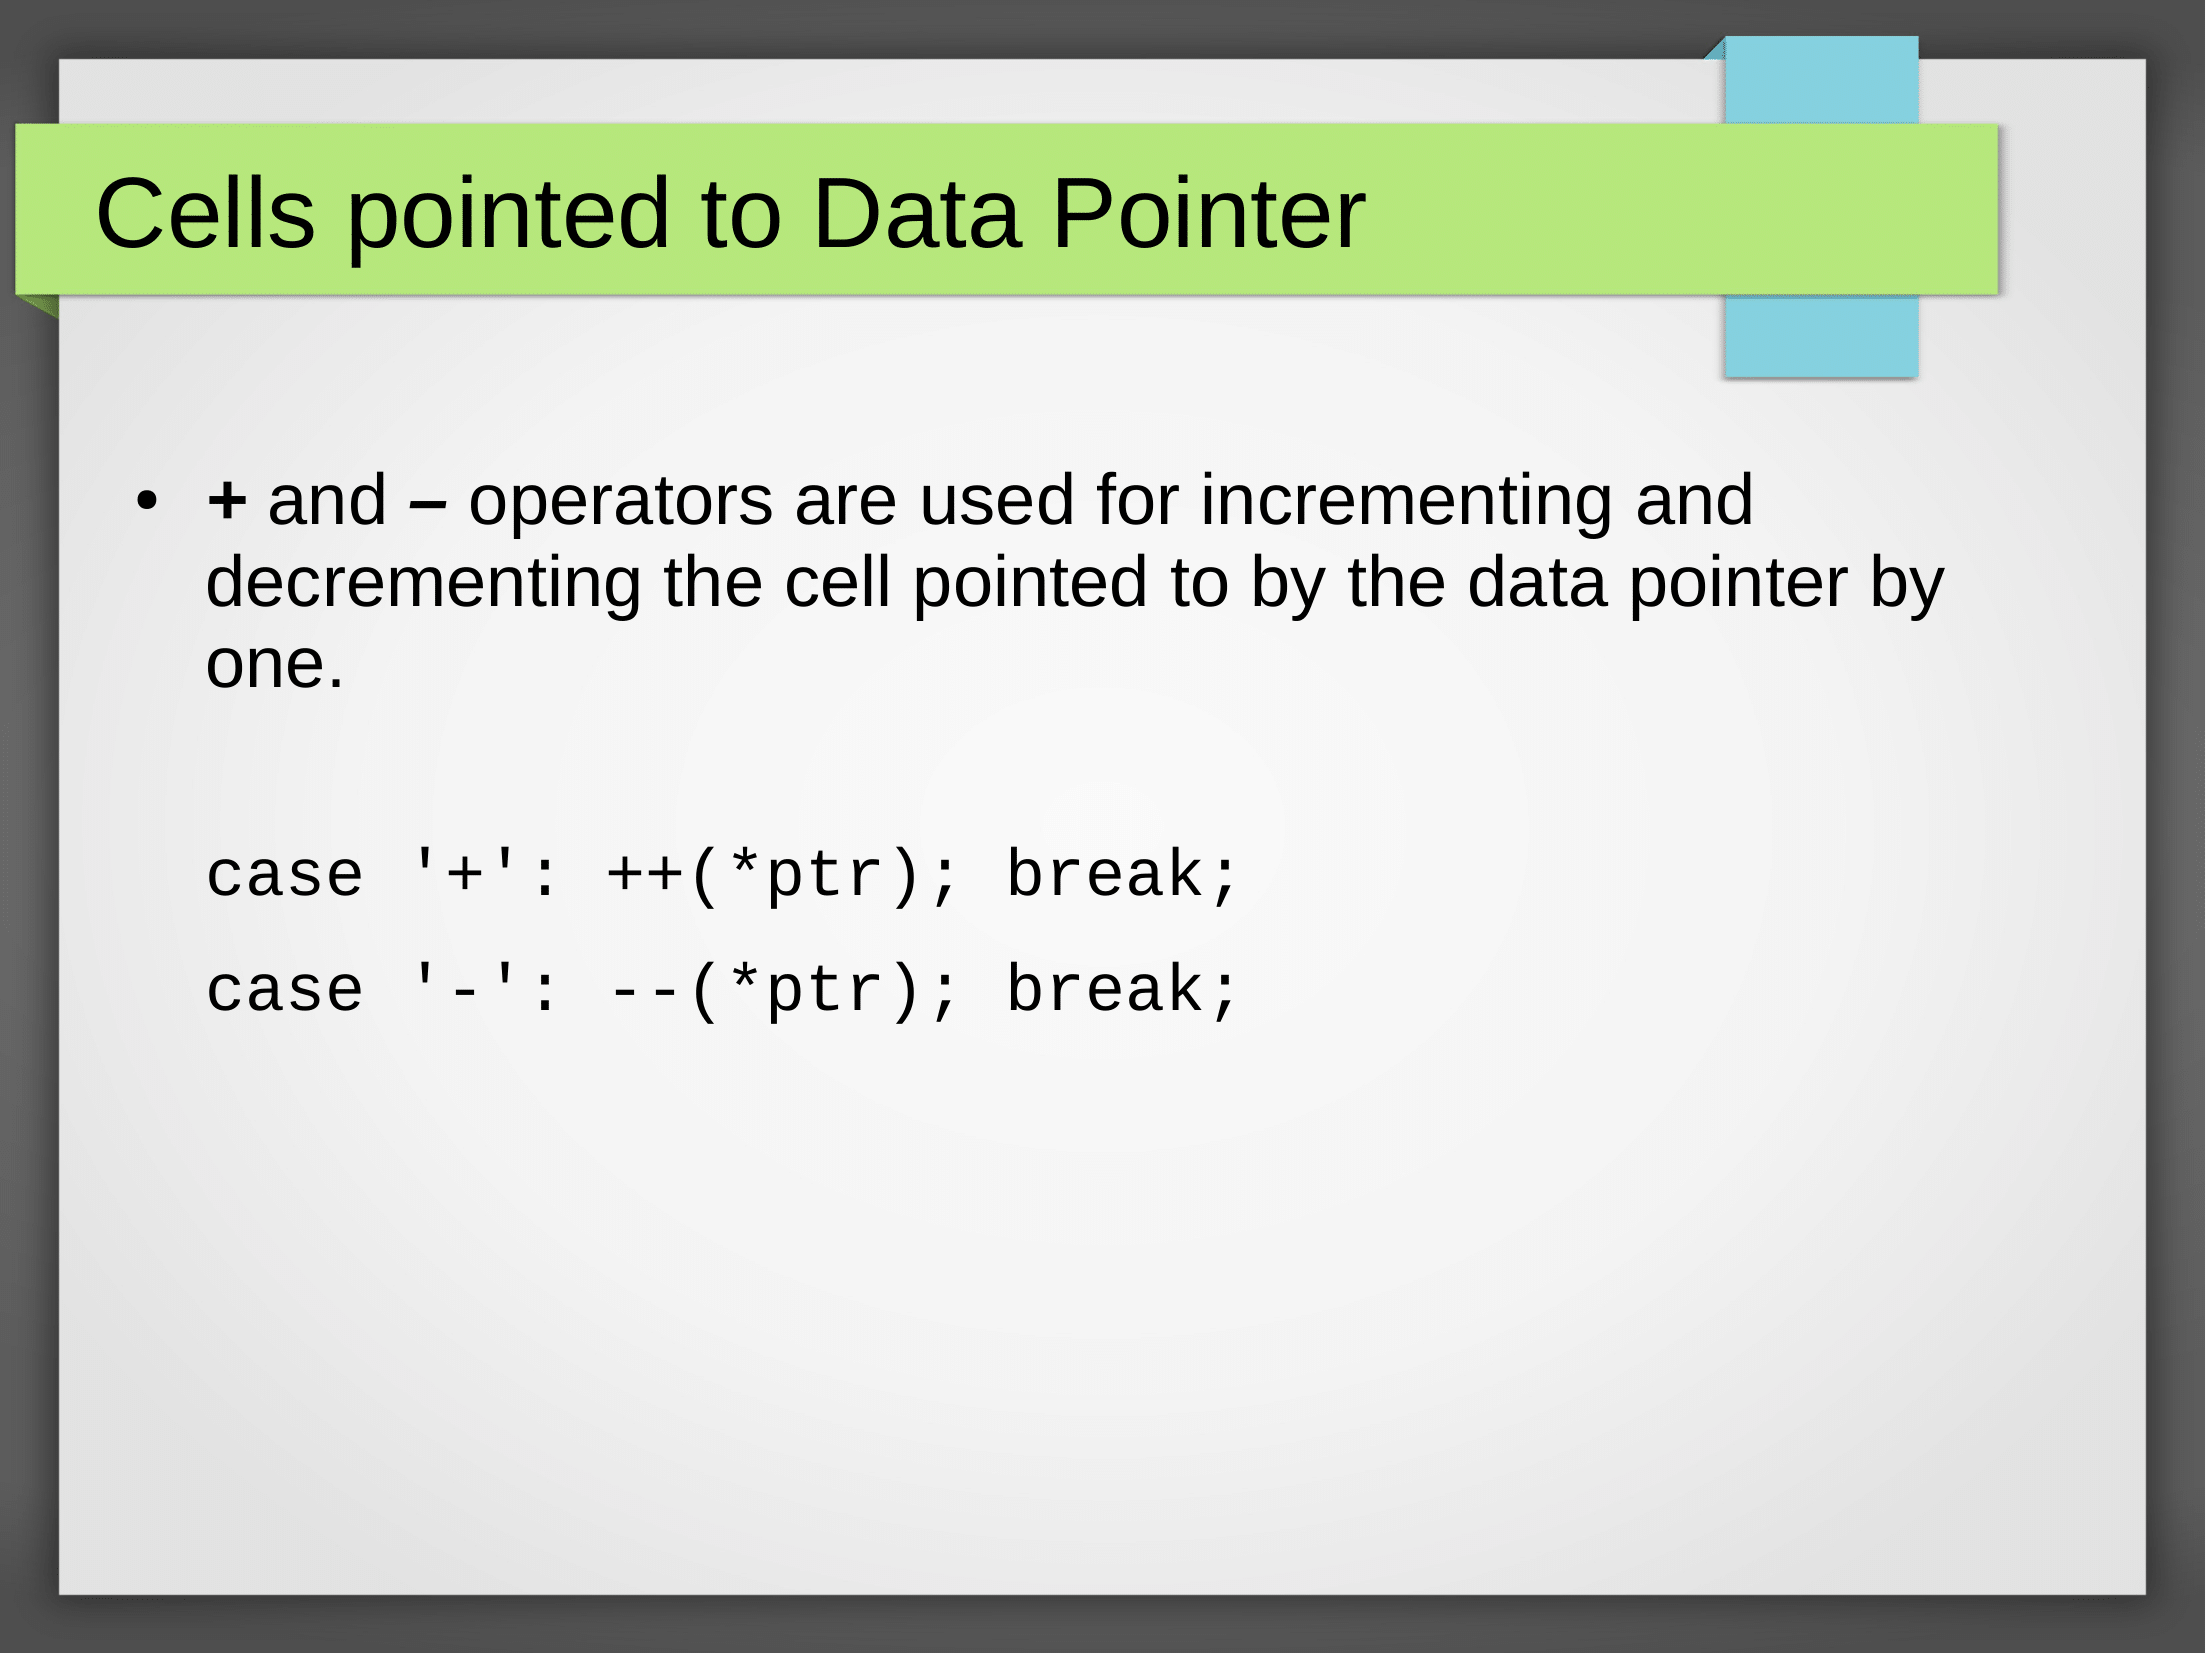 Cells pointed to Data Pointer
• + and – operators are used for incrementing and
decrementing the cell pointed to by the data pointer by
one.
case '+': ++(*ptr); break;
case '-': --(*ptr); break;